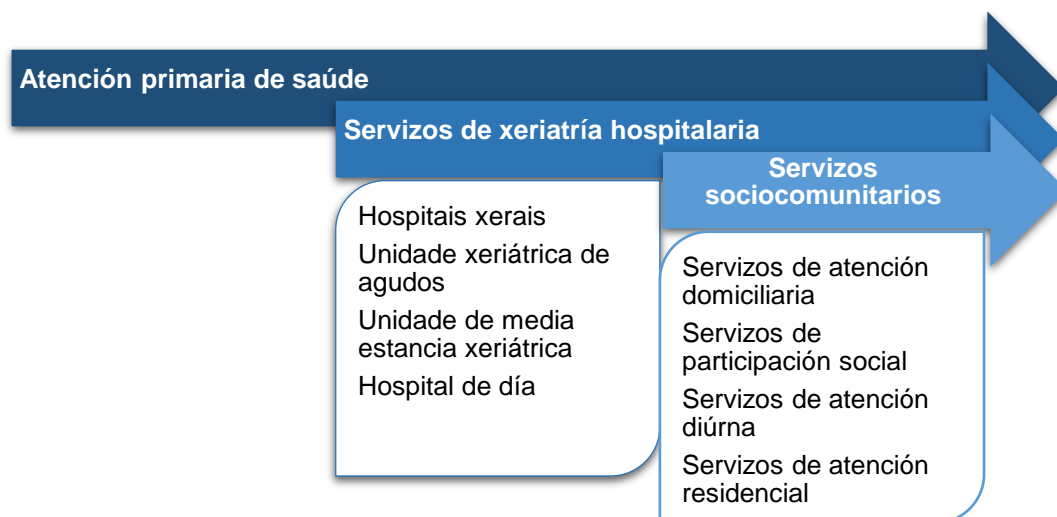 Atención primaria de saúde
Servizos de xeriatría hospitalaria
Servizos
sociocomunitarios
Hospitais xerais
Unidade xeriátrica de
agudos
Unidade de media
estancia xeriátrica
Hospital de día
Servizos de atención
domiciliaria
Servizos de
participación social
Servizos de atención
diúrna
Servizos de atención
residencial